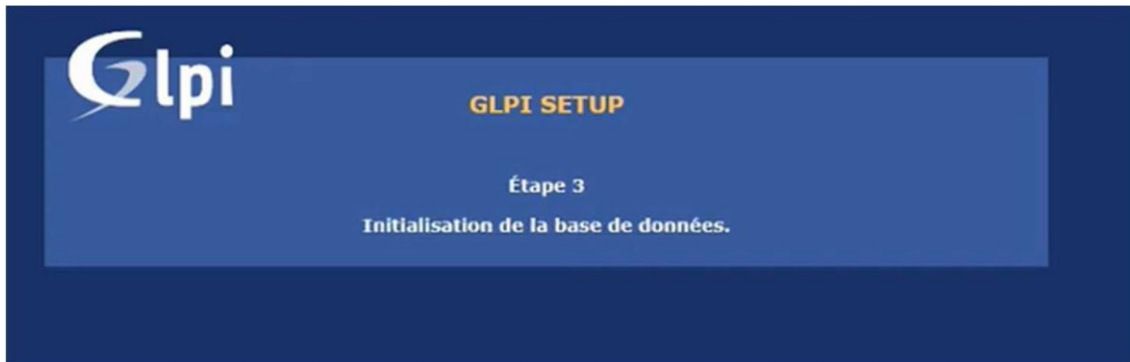 Glpi
GLPI SETUP
Étape 3
Initialisation de la base de données.